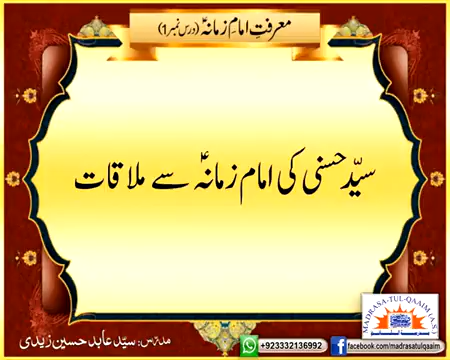 معرفتِ امامِ زمانہؑ (درس نمبر 1)
سیّد حسنی کی امام زمانہؑ سے ملاقات
MADRASA-TUL-QAAIM (A.S)
مدرّس: سیّد عابد حسین زیدی
+923332136992
facebook.com/madrasatulqaaim